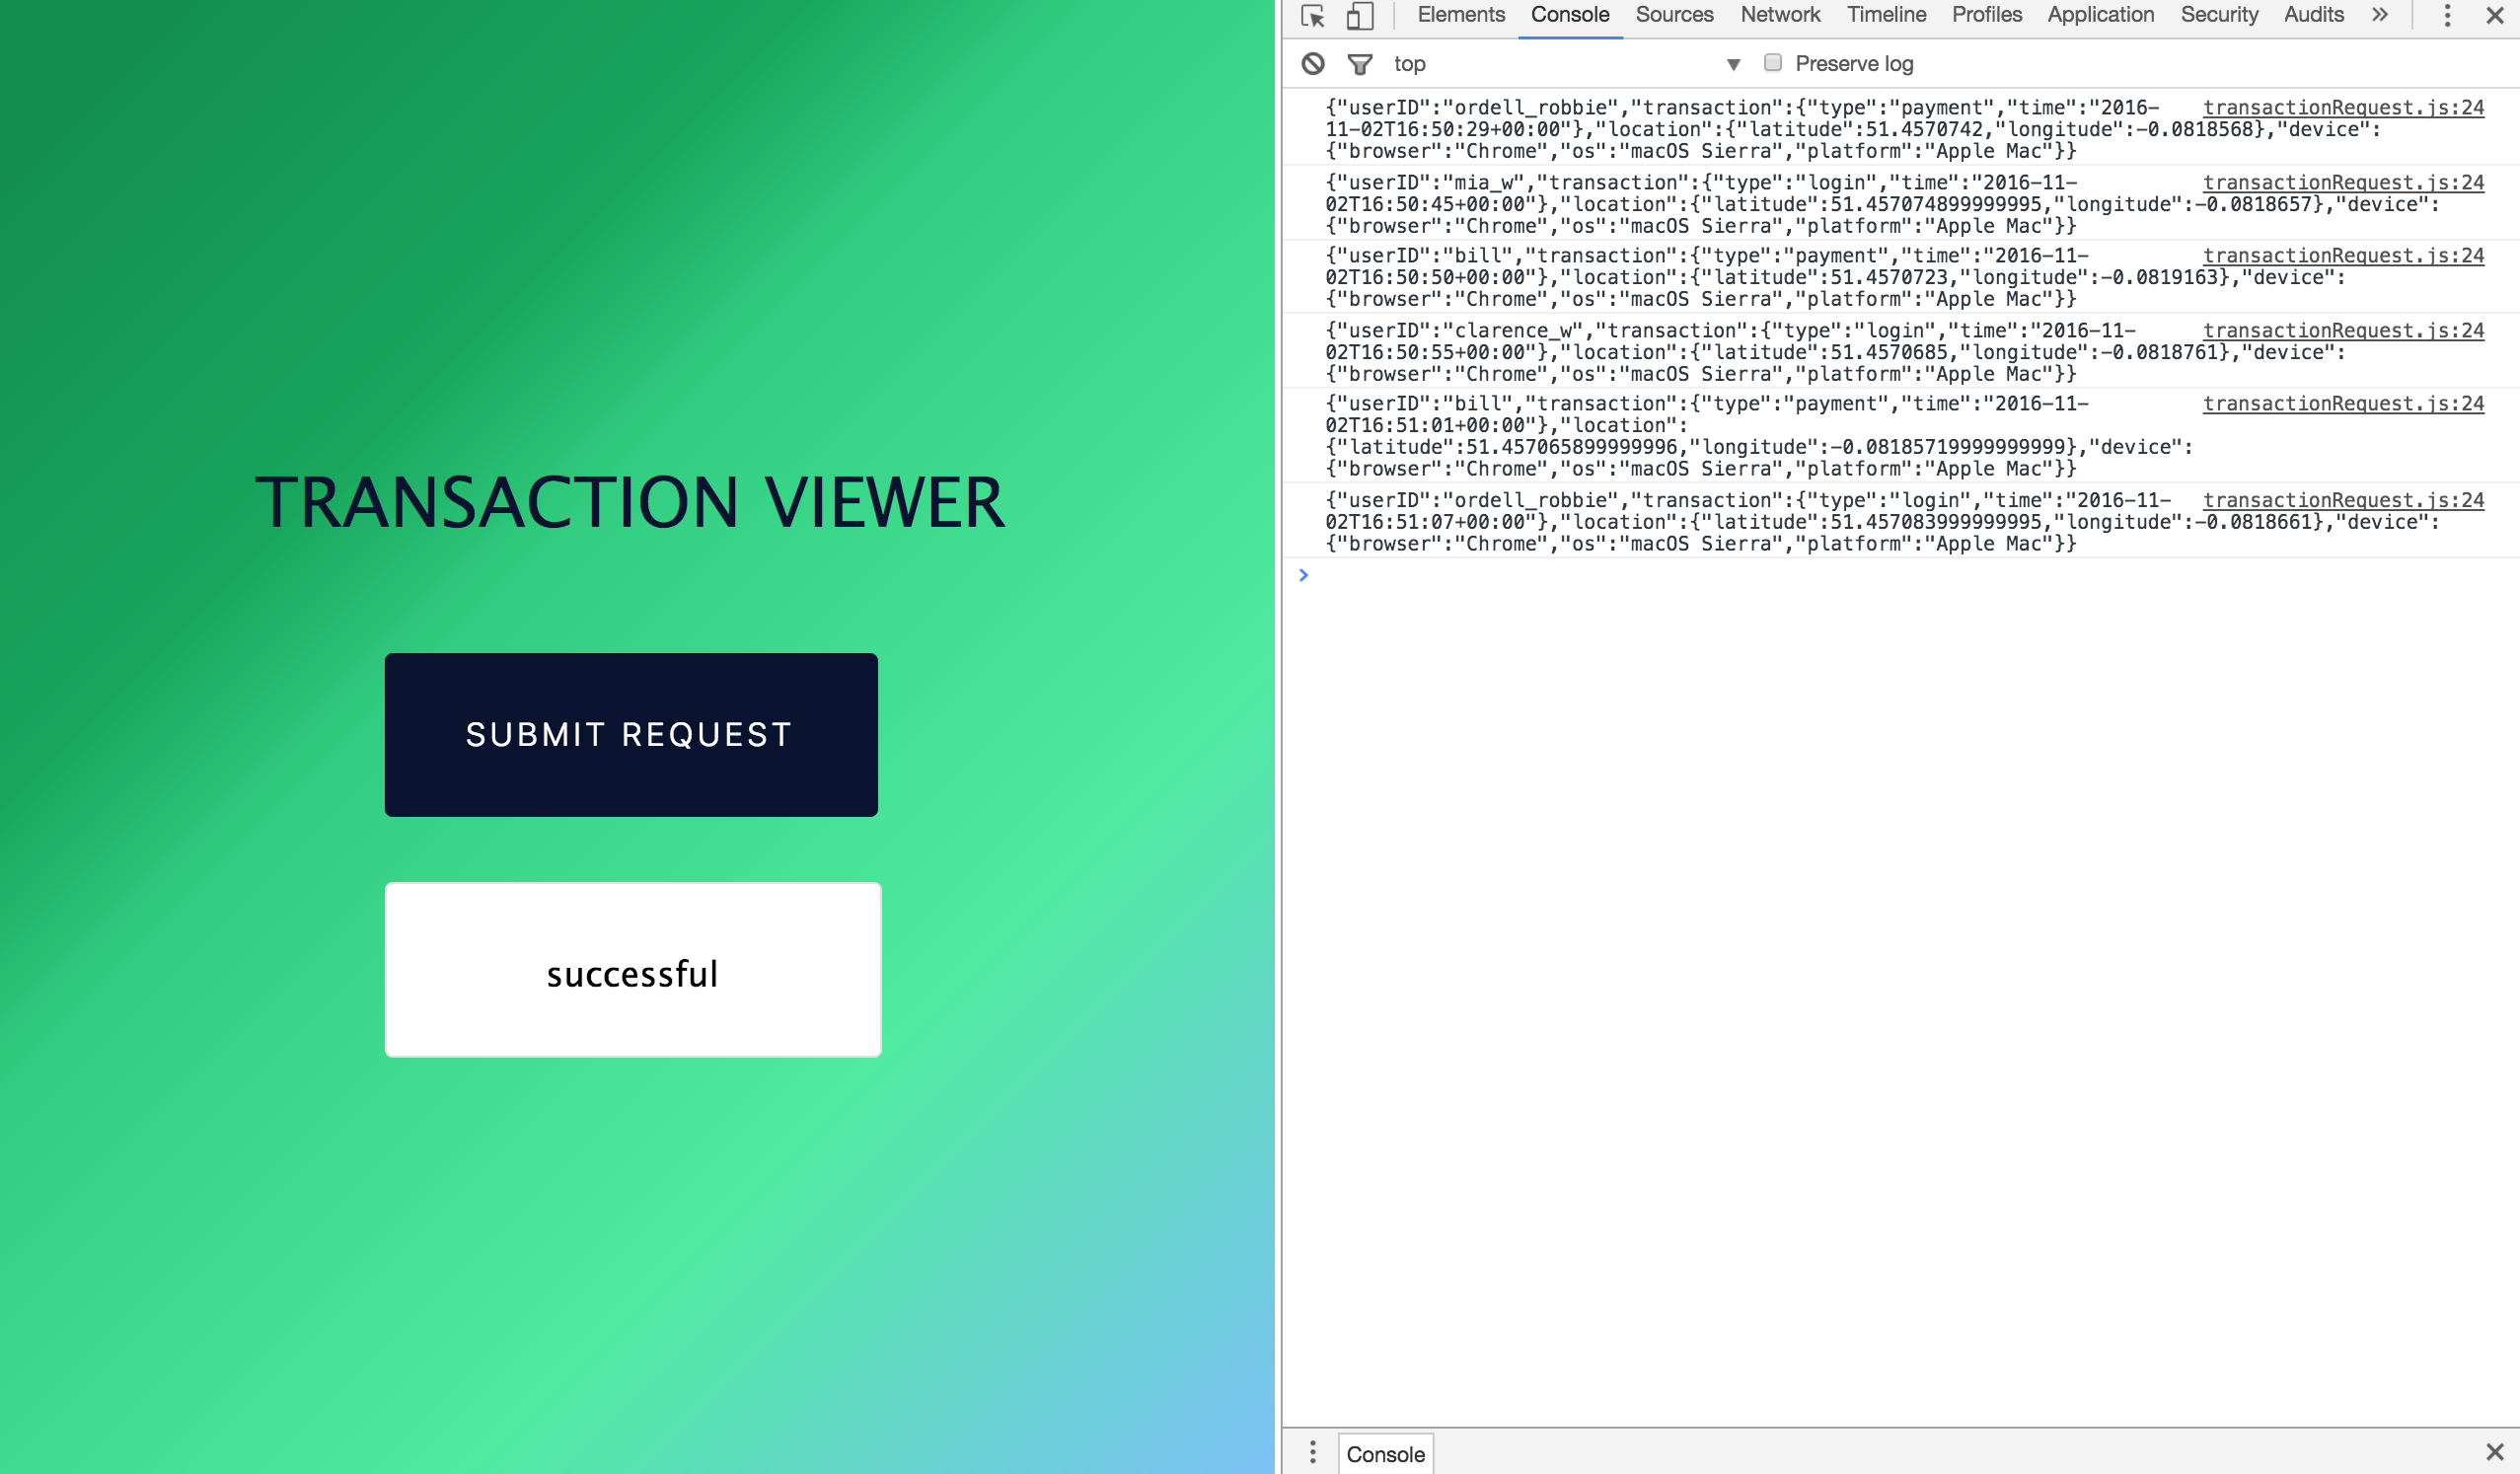 TRANSACTION VIEWER
SUBMIT REQUEST
successful
Elements Console Sources Network Timeline Profiles Application Security Audits »
top ▼ Preserve log
{"userID":"ordell_robbie","transaction":{"type":"payment","time":"2016- transactionRequest.js:24
11-02T16:50:29+00:00"},"location":{"latitude":51.4570742,"longitude":-0.0818568},"device":
{"browser":"Chrome","os":"macOS Sierra","platform":"Apple Mac"}}
{"userID":"mia_w","transaction":{"type":"login","time":"2016-11- transactionRequest.js:24
02T16:50:45+00:00"},"location":{"latitude":51.457074899999995,"longitude":-0.0818657},"device":
{"browser":"Chrome","os":"macOS Sierra","platform":"Apple Mac"}}
{"userID":"bill","transaction":{"type":"payment","time":"2016-11- transactionRequest.js:24
02T16:50:50+00:00"},"location":{"latitude":51.4570723,"longitude":-0.0819163},"device":
{"browser":"Chrome","os":"macOS Sierra","platform":"Apple Mac"}}
{"userID":"clarence_w","transaction":{"type":"login","time":"2016-11- transactionRequest.js:24
02T16:50:55+00:00"},"location":{"latitude":51.4570685,"longitude":-0.0818761},"device":
{"browser":"Chrome","os":"macOS Sierra","platform":"Apple Mac"}}
{"userID":"bill","transaction":{"type":"payment","time":"2016-11- transactionRequest.js:24
02T16:51:01+00:00"},"location":
{"latitude":51.457065899999996,"longitude":-0.08185719999999999},"device":
{"browser":"Chrome","os":"macOS Sierra","platform":"Apple Mac"}}
{"userID":"ordell_robbie","transaction":{"type":"login","time":"2016-11- transactionRequest.js:24
02T16:51:07+00:00"},"location":{"latitude":51.457083999999995,"longitude":-0.0818661},"device":
{"browser":"Chrome","os":"macOS Sierra","platform":"Apple Mac"}}
Console